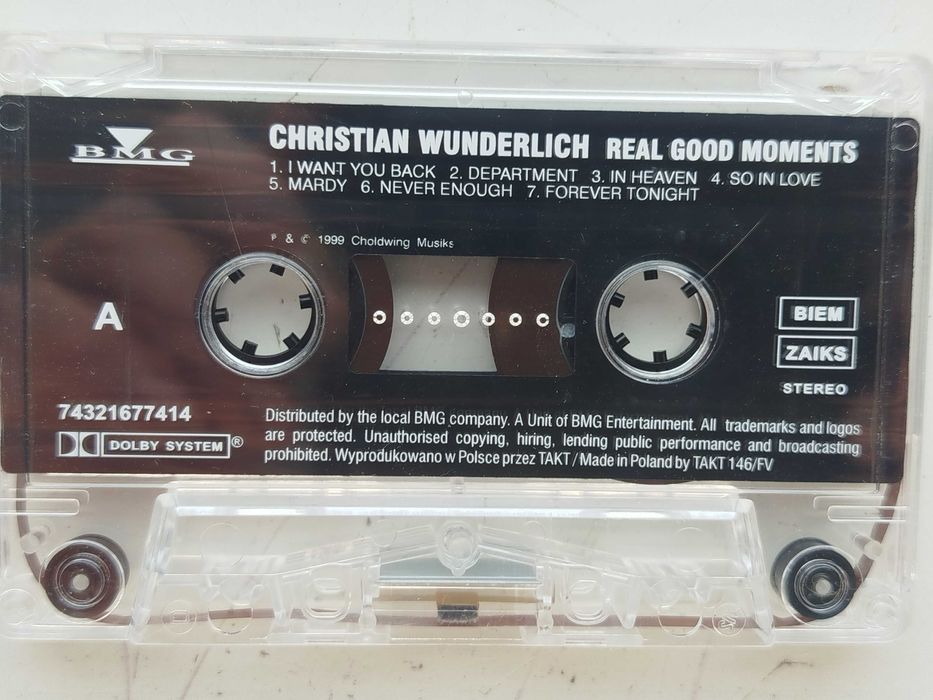 BMG
CHRISTIAN WUNDERLICH REAL GOOD MOMENTS
1. I WANT YOU BACK 2. DEPARTMENT 3. IN HEAVEN 4. SO IN LOVE
5. MARDY 6. NEVER ENOUGH 7. FOREVER TONIGHT
℗ & © 1999 Choldwing Musiks
A
BIEM
ZAIKS
STEREO
74321677414
DOLBY SYSTEM®
Distributed by the local BMG company. A Unit of BMG Entertainment. All trademarks and logos
are protected. Unauthorised copying, hiring, lending public performance and broadcasting
prohibited. Wyprodukowano w Polsce przez TAKT / Made in Poland by TAKT 146/FV